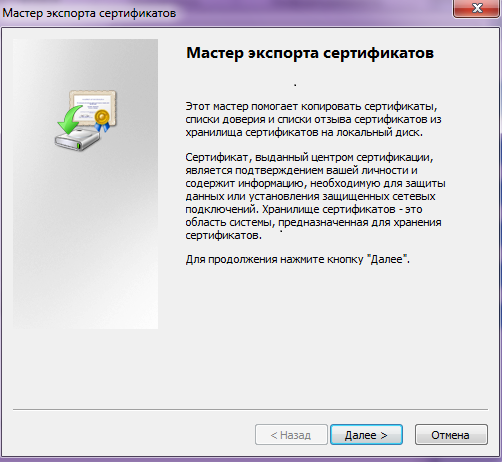 Мастер экспорта сертификатов
Мастер экспорта сертификатов
Этот мастер помогает копировать сертификаты,
списки доверия и списки отзыва сертификатов из
хранилища сертификатов на локальный диск.
Сертификат, выданный центром сертификации,
является подтверждением вашей личности и
содержит информацию, необходимую для защиты
данных или установления защищенных сетевых
подключений. Хранилище сертификатов - это
область системы, предназначенная для хранения
сертификатов.
Для продолжения нажмите кнопку "Далее".
< Назад
Далее >
Отмена